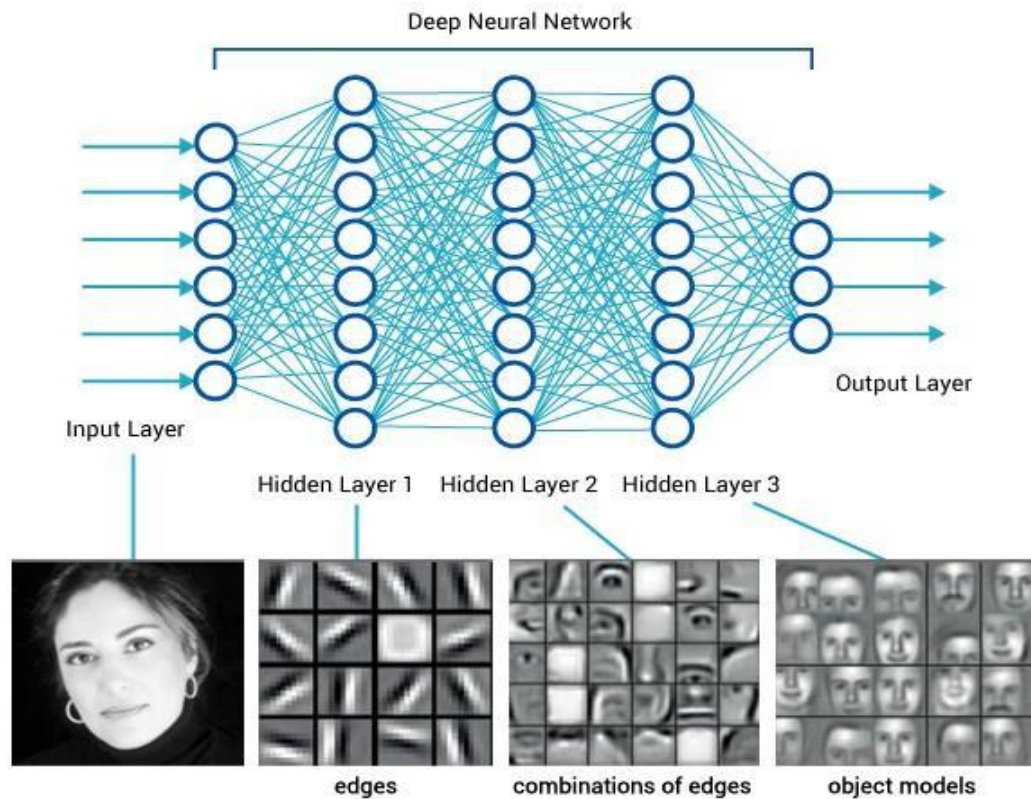 Deep Neural Network
Output Layer
Input Layer
Hidden Layer 1 Hidden Layer 2 Hidden Layer 3
edges combinations of edges object models